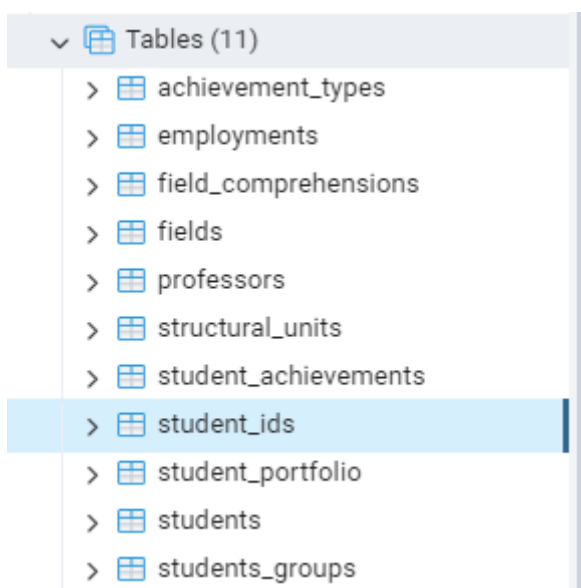 Tables (11)
achievement_types
employments
field_comprehensions
fields
professors
structural_units
student_achievements
student_ids
student_portfolio
students
students_groups